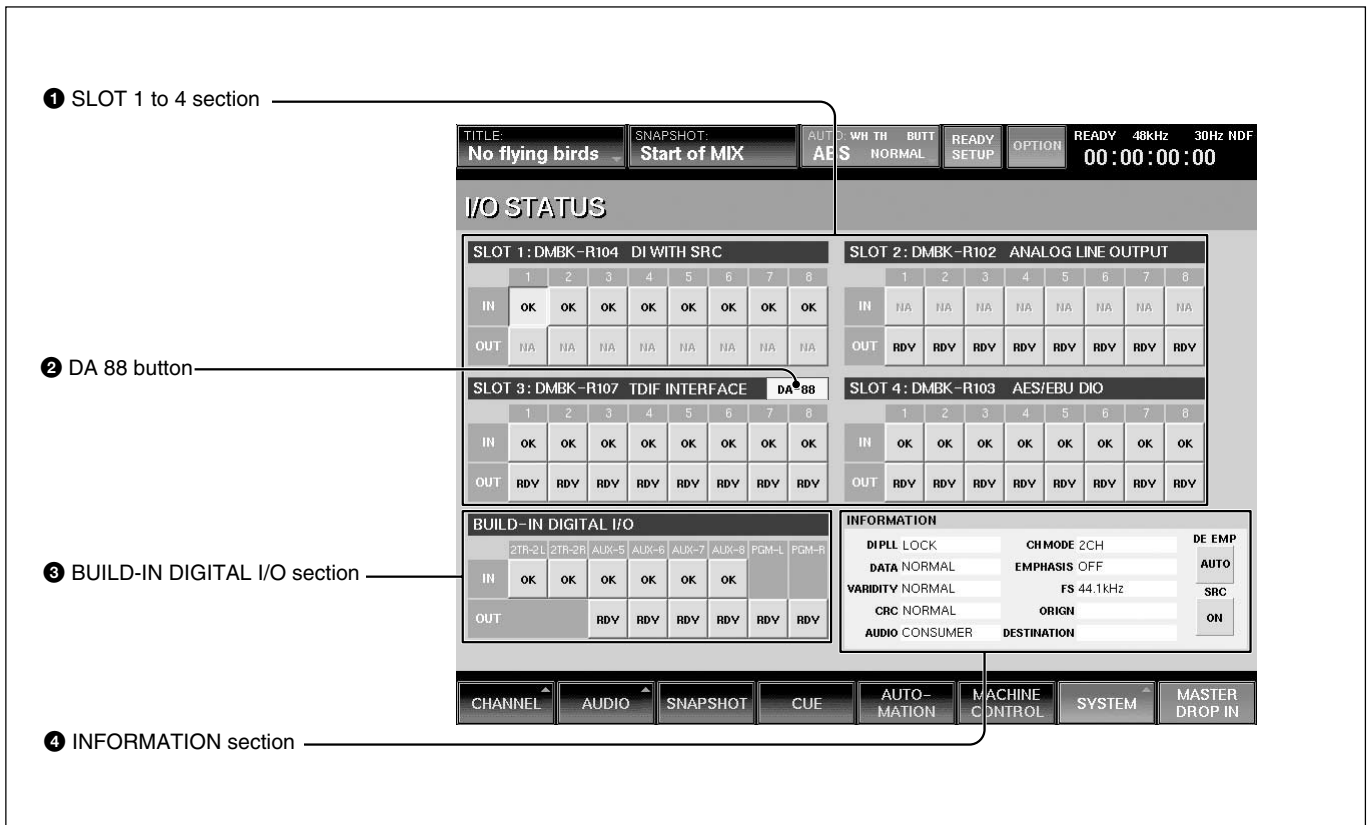 ❶ SLOT 1 to 4 section
TITLE:
No flying birds
SNAPSHOT:
Start of MIX
AUTO: WH TH BUTT
ABS NORMAL
READY
SETUP
OPTION
READY 48kHz 30Hz NDF
00:00:00:00
I/O STATUS
SLOT 1: DMBK-R104 DI WITH SRC
1 2 3 4 5 6 7 8
IN OK OK OK OK OK OK OK OK
OUT NA NA NA NA NA NA NA NA
SLOT 2: DMBK-R102 ANALOG LINE OUTPUT
1 2 3 4 5 6 7 8
IN NA NA NA NA NA NA NA NA
OUT RDY RDY RDY RDY RDY RDY RDY RDY
❷ DA 88 button
SLOT 3: DMBK-R107 TDIF INTERFACE DA-88
1 2 3 4 5 6 7 8
IN OK OK OK OK OK OK OK OK
OUT RDY RDY RDY RDY RDY RDY RDY RDY
SLOT 4: DMBK-R103 AES/EBU DIO
1 2 3 4 5 6 7 8
IN OK OK OK OK OK OK OK OK
OUT RDY RDY RDY RDY RDY RDY RDY RDY
❸ BUILD-IN DIGITAL I/O section
BUILD-IN DIGITAL I/O
2TR-2L 2TR-2R AUX-5 AUX-6 AUX-7 AUX-8 PGM-L PGM-R
IN OK OK OK OK OK OK
OUT RDY RDY RDY RDY RDY RDY
INFORMATION
DI PLL LOCK CH MODE 2CH
DATA NORMAL EMPHASIS OFF
VARIDITY NORMAL FS 44.1kHz
CRC NORMAL ORIGN
AUDIO CONSUMER DESTINATION
DE EMP
AUTO
SRC
ON
CHANNEL
AUDIO
SNAPSHOT
CUE
AUTO-
MATION
MACHINE
CONTROL
SYSTEM
MASTER
DROP IN
❹ INFORMATION section